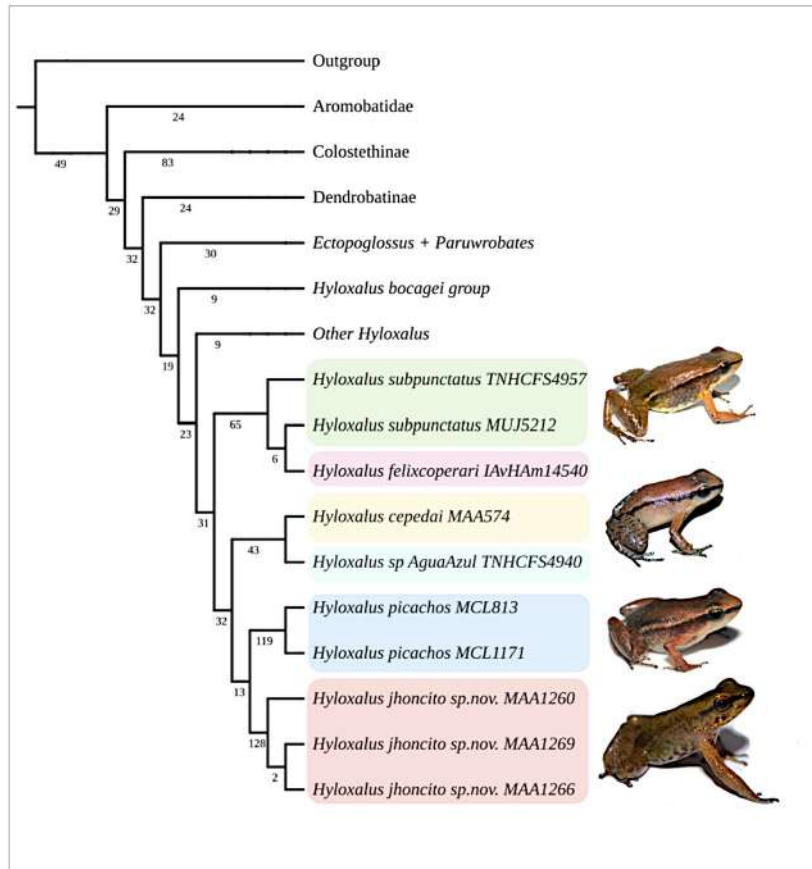 Outgroup
Aromobatidae
24
Colostethinae
49
83
Dendrobatinae
29
24
Ectopoglossus + Paruwrobates
32
30
Hyloxalus bocagei group
32
9
Other Hyloxalus
9
19
Hyloxalus subpunctatus TNHCFS4957
Hyloxalus subpunctatus MUJ5212
65
23
6
Hyloxalus felixcoperari IAvHAm14540
Hyloxalus cepedai MAA574
31
43
Hyloxalus sp AguaAzul TNHCFS4940
Hyloxalus picachos MCL813
32
119
Hyloxalus picachos MCL1171
13
Hyloxalus jhoncito sp.nov. MAA1260
128
Hyloxalus jhoncito sp.nov. MAA1269
2
Hyloxalus jhoncito sp.nov. MAA1266